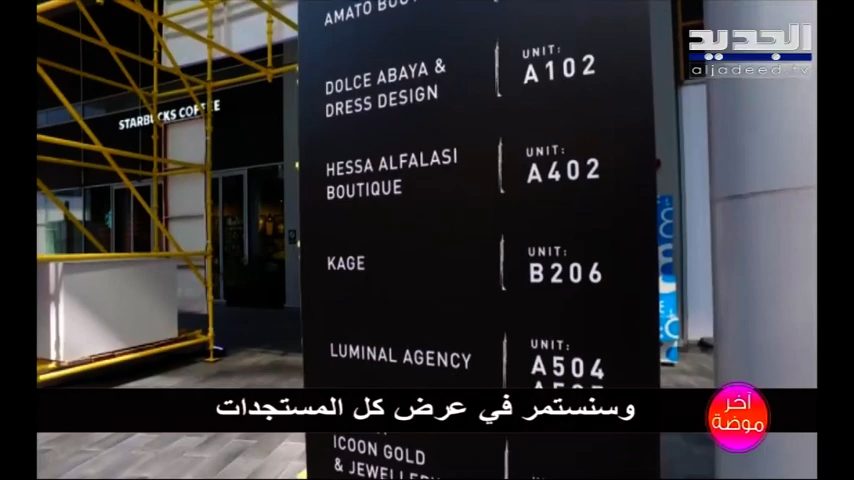 AMATO BOU
DOLCE ABAYA &
DRESS DESIGN
UNIT:
A102
HESSA ALFALASI
BOUTIQUE
UNIT:
A402
KAGE
UNIT:
B206
LUMINAL AGENCY
UNIT:
A504
ICOON GOLD
& JEWELLERY
STARBUCKS COFFEE
الجديد
aljadeed.tv
وسنستمر في عرض كل المستجدات
آخر
موضة